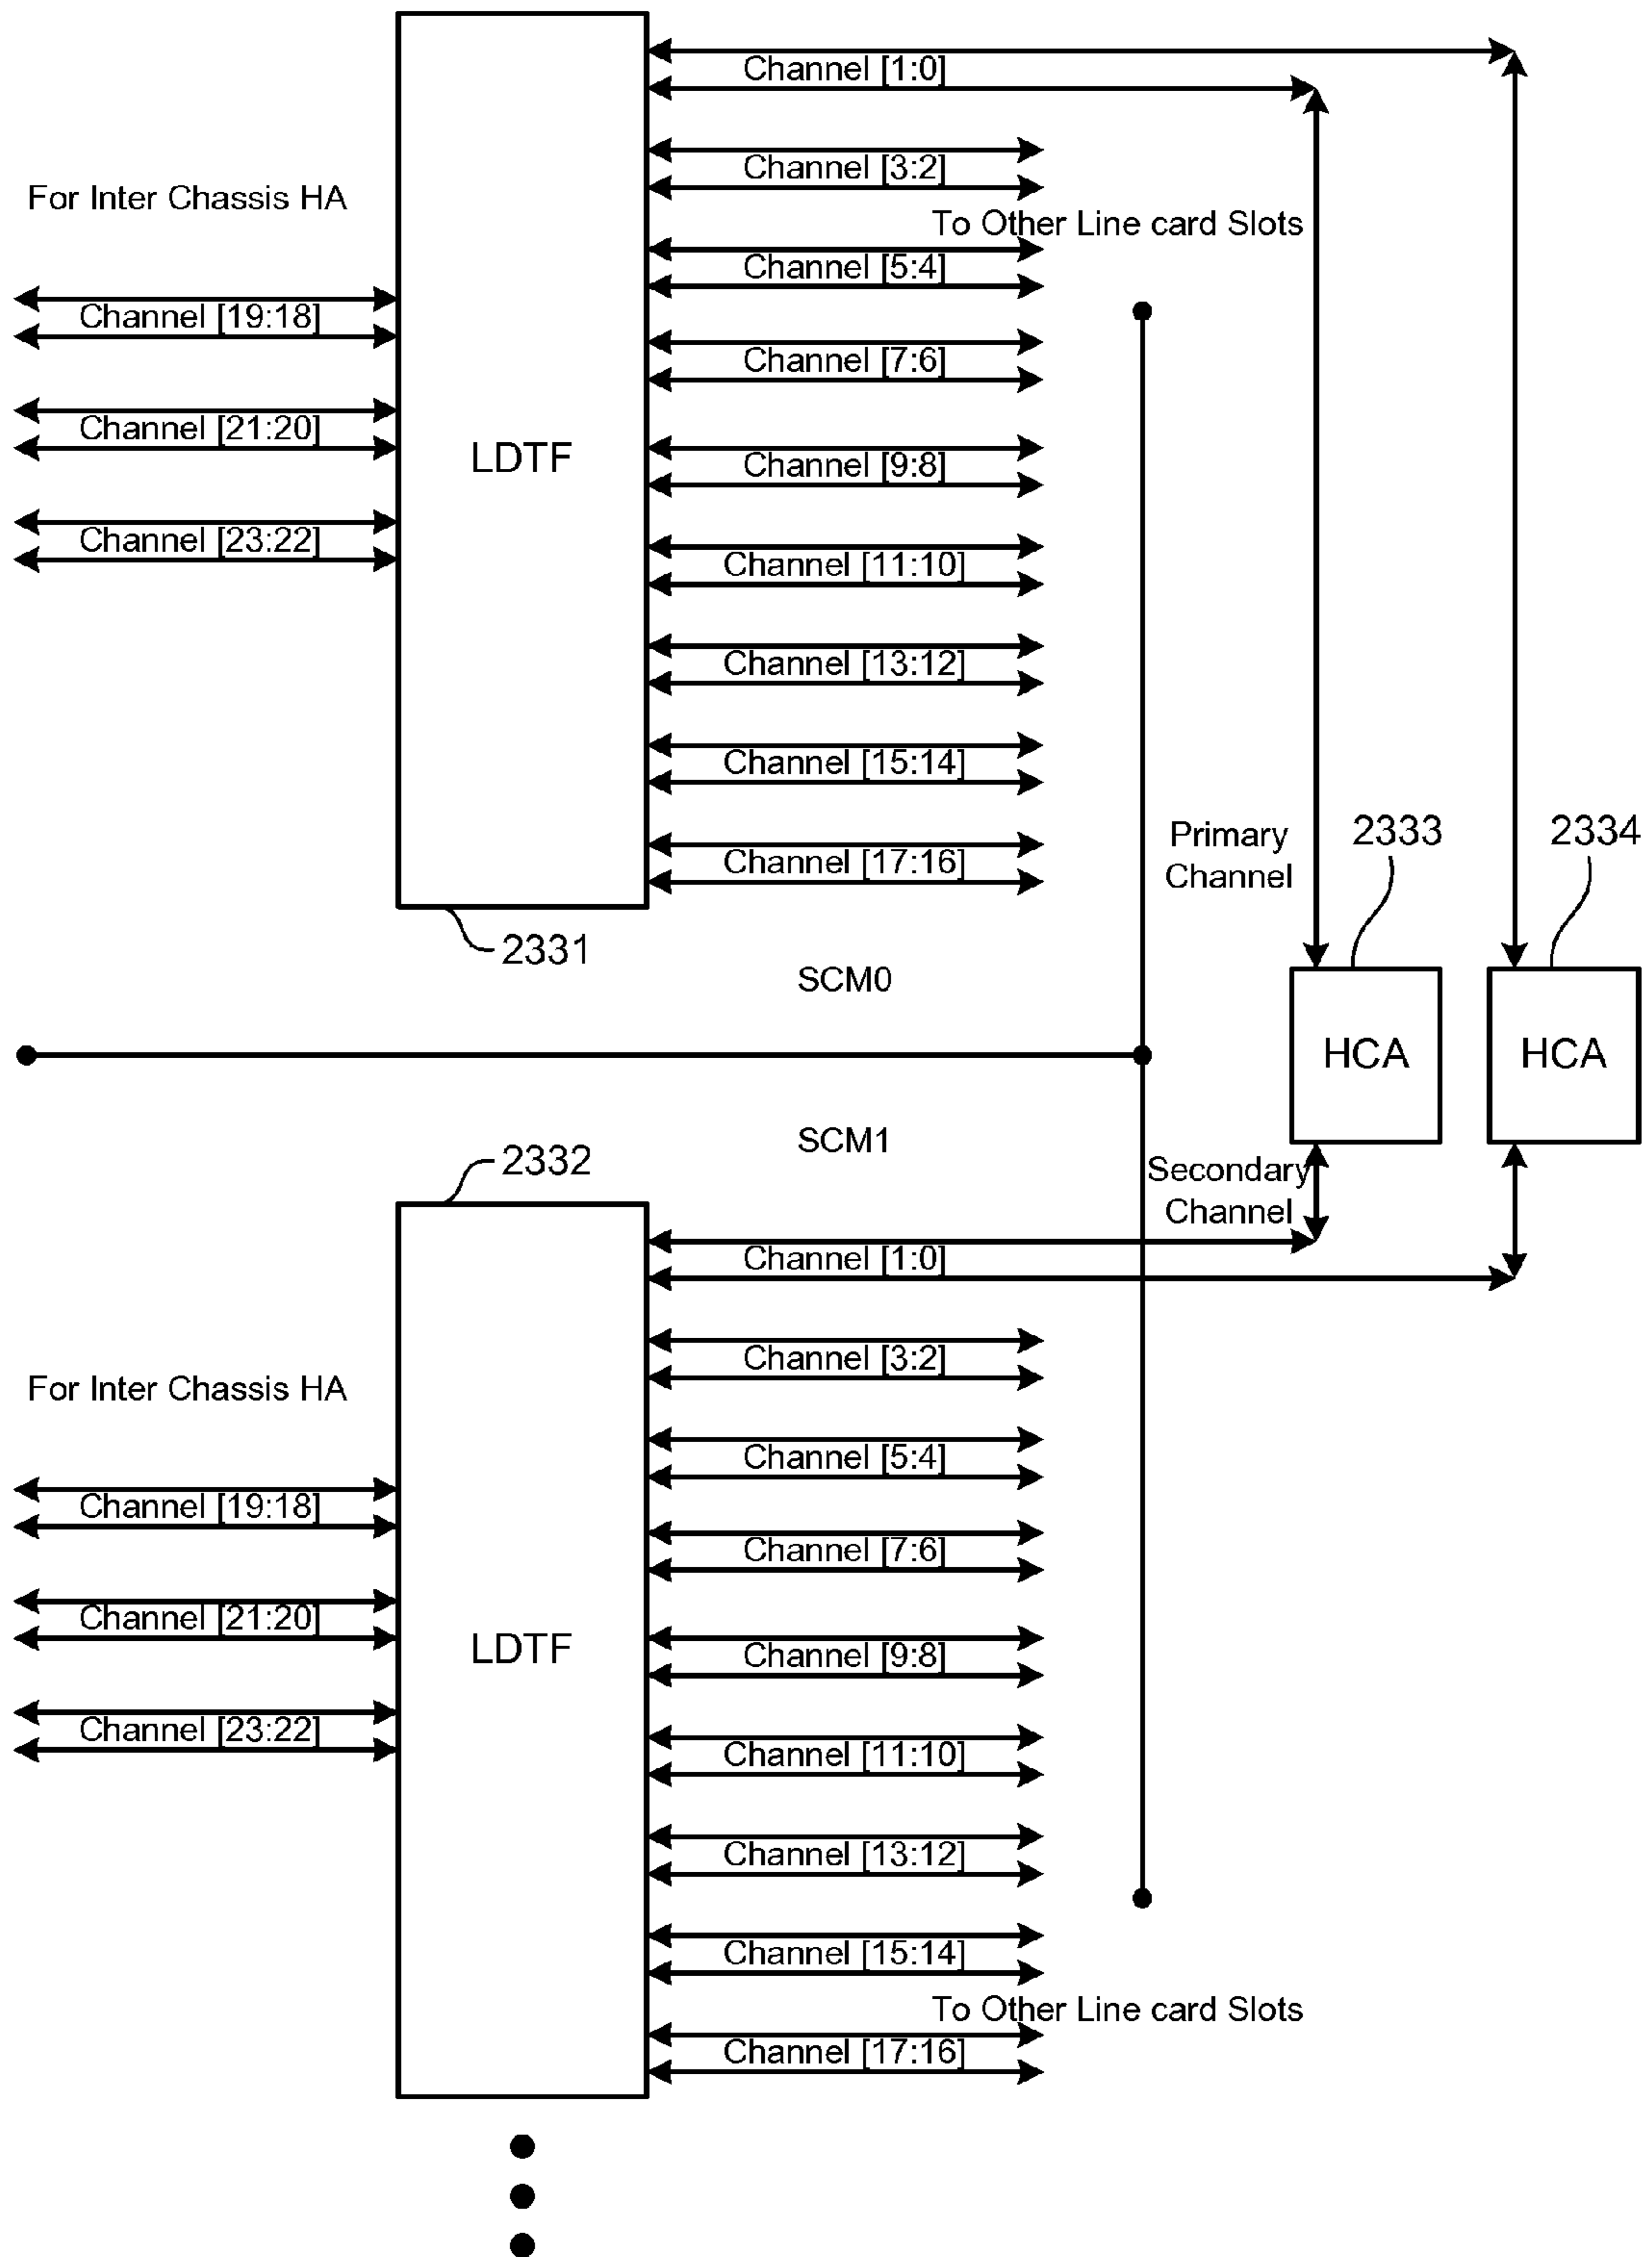 Channel [1:0]
Channel [3:2]
For Inter Chassis HA
To Other Line card Slots
Channel [5:4]
Channel [19:18]
Channel [7:6]
Channel [21:20]
LDTF
Channel [9:8]
Channel [23:22]
Channel [11:10]
Channel [13:12]
Channel [15:14]
Primary
Channel
2333
2334
Channel [17:16]
2331
SCM0
HCA
HCA
SCM1
2332
Secondary
Channel
Channel [1:0]
Channel [3:2]
For Inter Chassis HA
Channel [5:4]
Channel [19:18]
Channel [7:6]
Channel [21:20]
LDTF
Channel [9:8]
Channel [23:22]
Channel [11:10]
Channel [13:12]
Channel [15:14]
To Other Line card Slots
Channel [17:16]